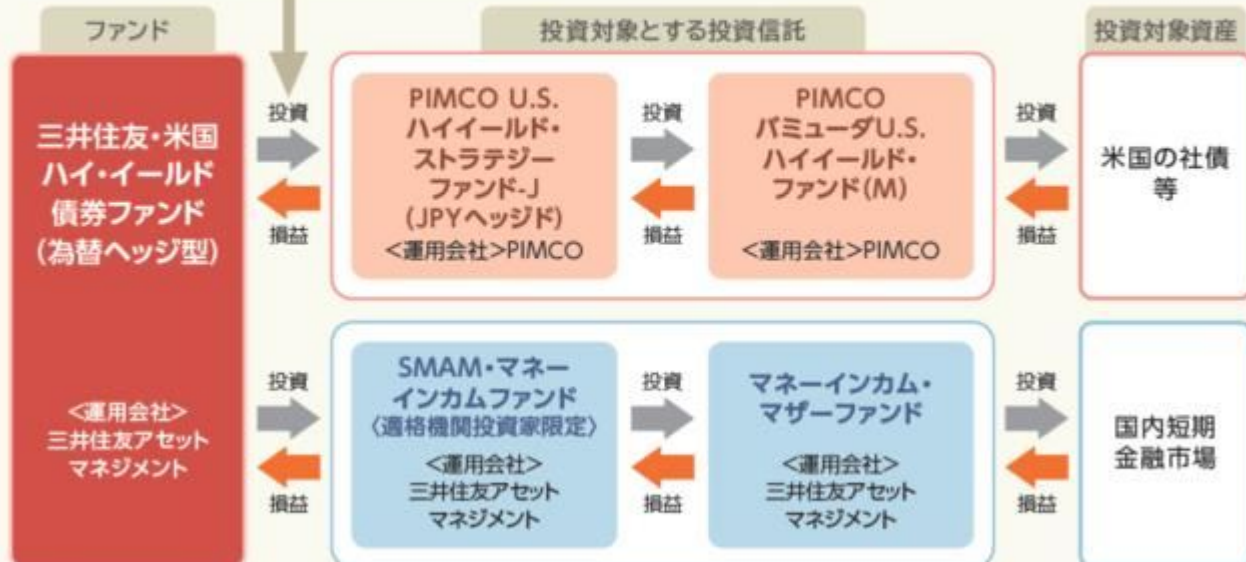 ファンド
投資対象とする投資信託
投資対象資産
三井住友・米国
ハイ・イールド
債券ファンド
(為替ヘッジ型)
<運用会社>
三井住友アセット
マネジメント
投資
損益
PIMCO U.S.
ハイイールド・
ストラテジー
ファンド-J
(JPYヘッジド)
<運用会社>PIMCO
投資
損益
PIMCO
バミューダU.S.
ハイイールド・
ファンド(M)
<運用会社>PIMCO
投資
損益
米国の社債
等
投資
損益
SMAM・マネー
インカムファンド
〈適格機関投資家限定〉
<運用会社>
三井住友アセット
マネジメント
投資
損益
マネーインカム・
マザーファンド
<運用会社>
三井住友アセット
マネジメント
投資
損益
国内短期
金融市場